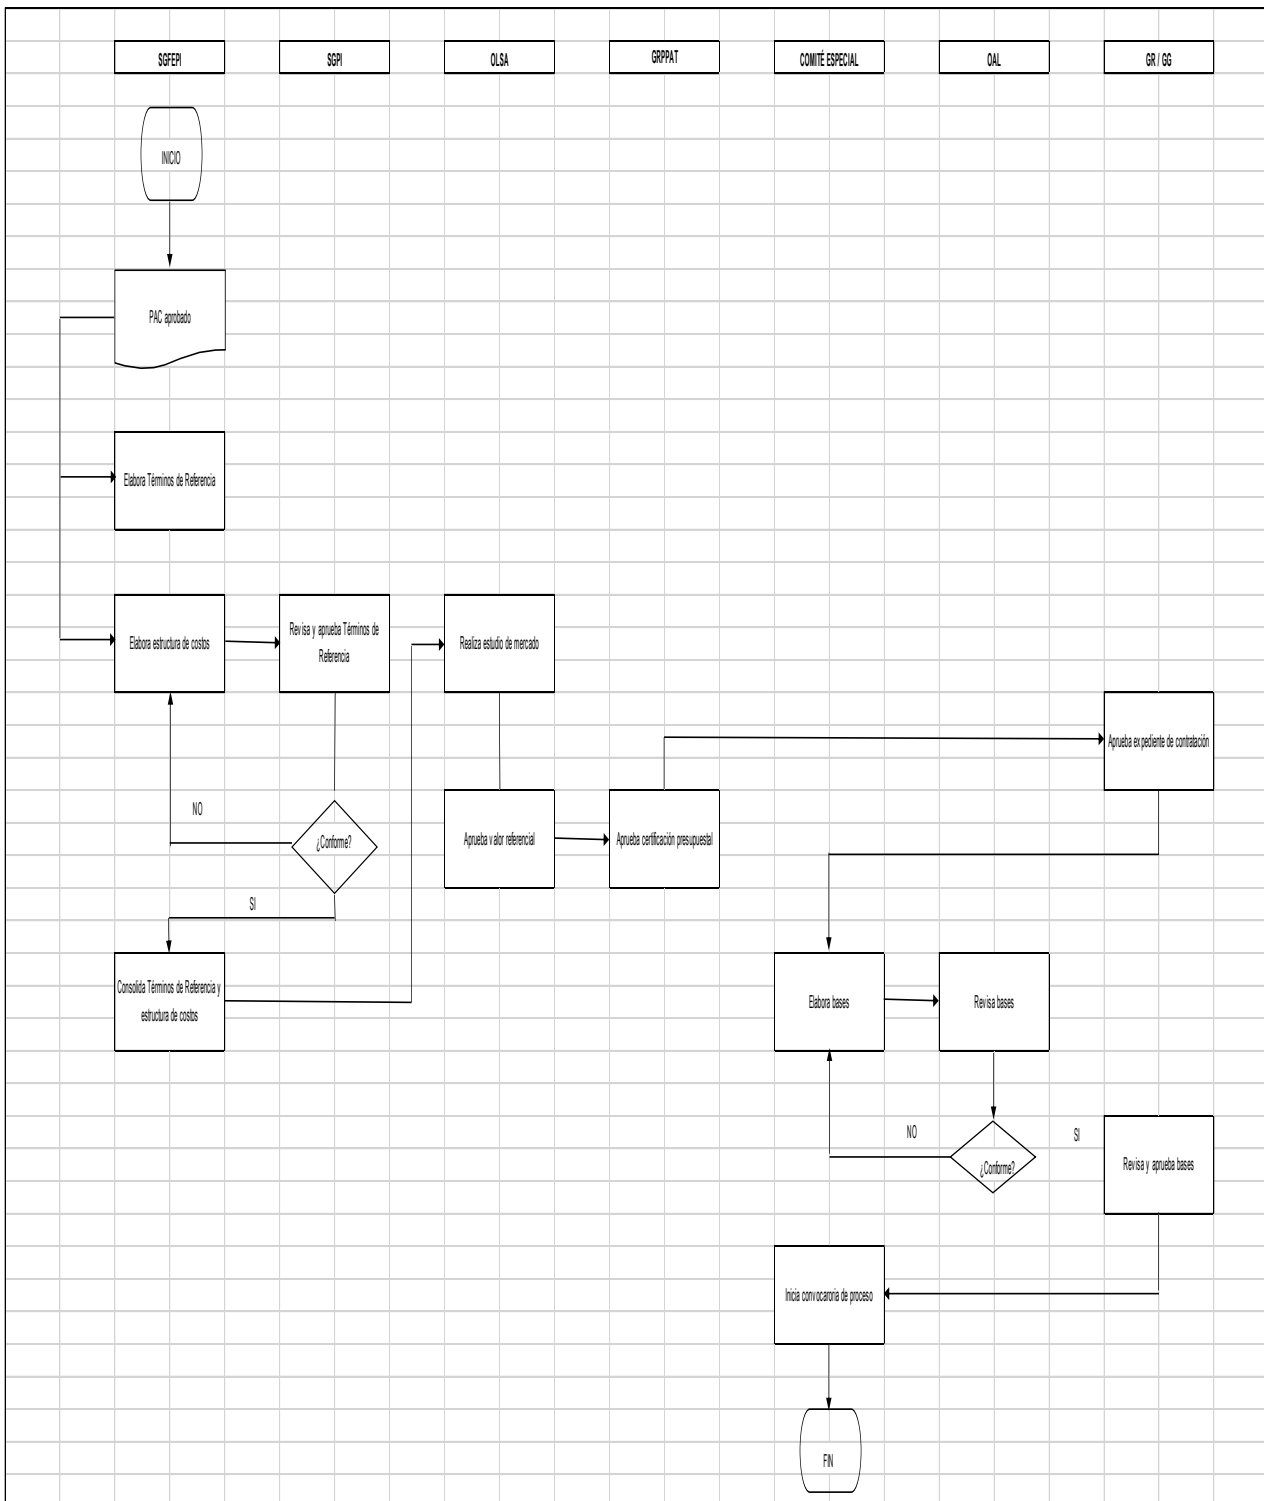 SGFEPI
SGPI
OLSA
GRPPAT
COMITÉ ESPECIAL
OAL
GR / GG
INICIO
PAC aprobado
Elabora Términos de Referencia
Elabora estructura de costos
Revisa y aprueba Términos de
Referencia
Realiza estudio de mercado
Aprueba expediente de contratación
NO
¿Conforme?
Aprueba valor referencial
Aprueba certificación presupuestal
SI
Consolida Términos de Referencia y
estructura de costos
Elabora bases
Revisa bases
NO
SI
¿Conforme?
Revisa y aprueba bases
Inicia convocaroria de proceso
FIN